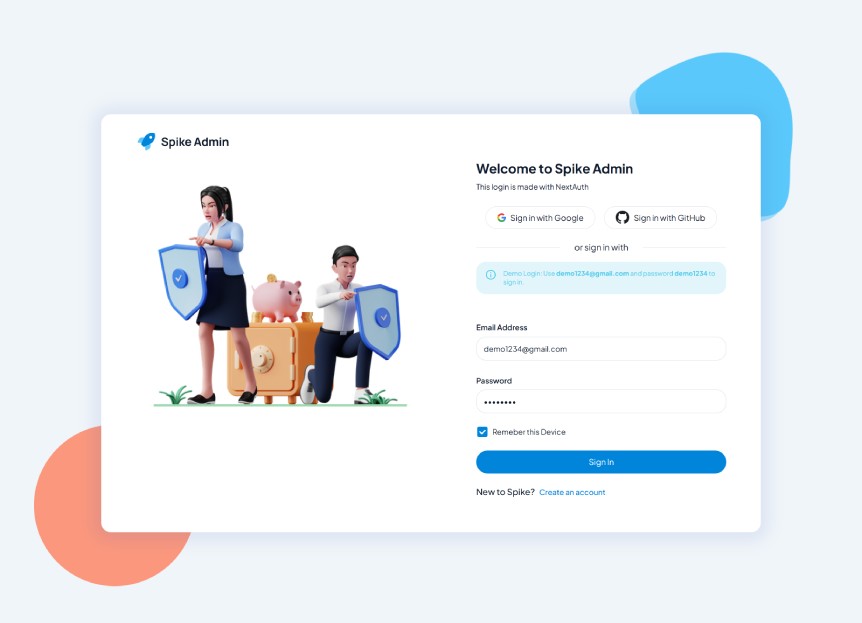 Spike Admin
Welcome to Spike Admin
This login is made with NextAuth
Sign in with Google
Sign in with GitHub
or sign in with
Demo Login: Use demo1234@gmail.com and password demo1234 to
sign in.
Email Address
demo1234@gmail.com
Password
••••••••
Remeber this Device
Sign In
New to Spike? Create an account